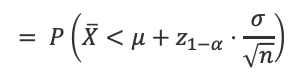 = P ( X̄ < μ + z₁₋α · σ / √n )